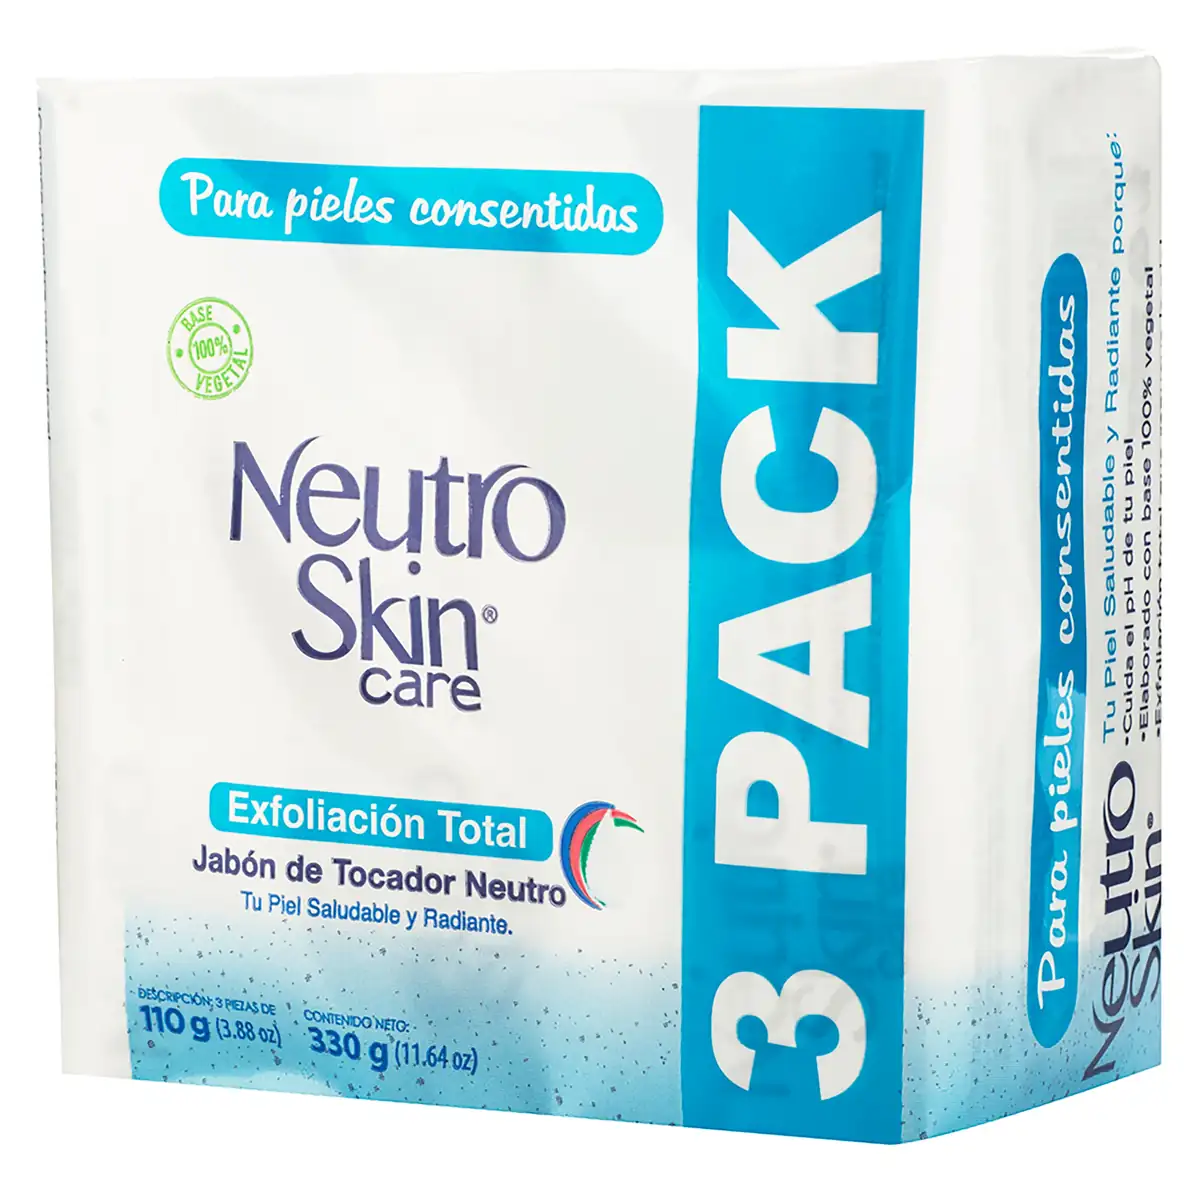 Para pieles consentidas
BASE
100%
VEGETAL
Neutro
Skin®
care
Exfoliación Total
Jabón de Tocador Neutro
Tu Piel Saludable y Radiante.
DESCRIPCIÓN: 3 PIEZAS DE
110 g (3.88 oz)
CONTENIDO NETO:
330 g (11.64 oz)
3 PACK
Para pieles consentidas
Tu Piel Saludable y Radiante porque:
•Cuida el pH de tu piel
•Elaborado con base 100% vegetal
•Exfoliación total
Neutro
Skin®